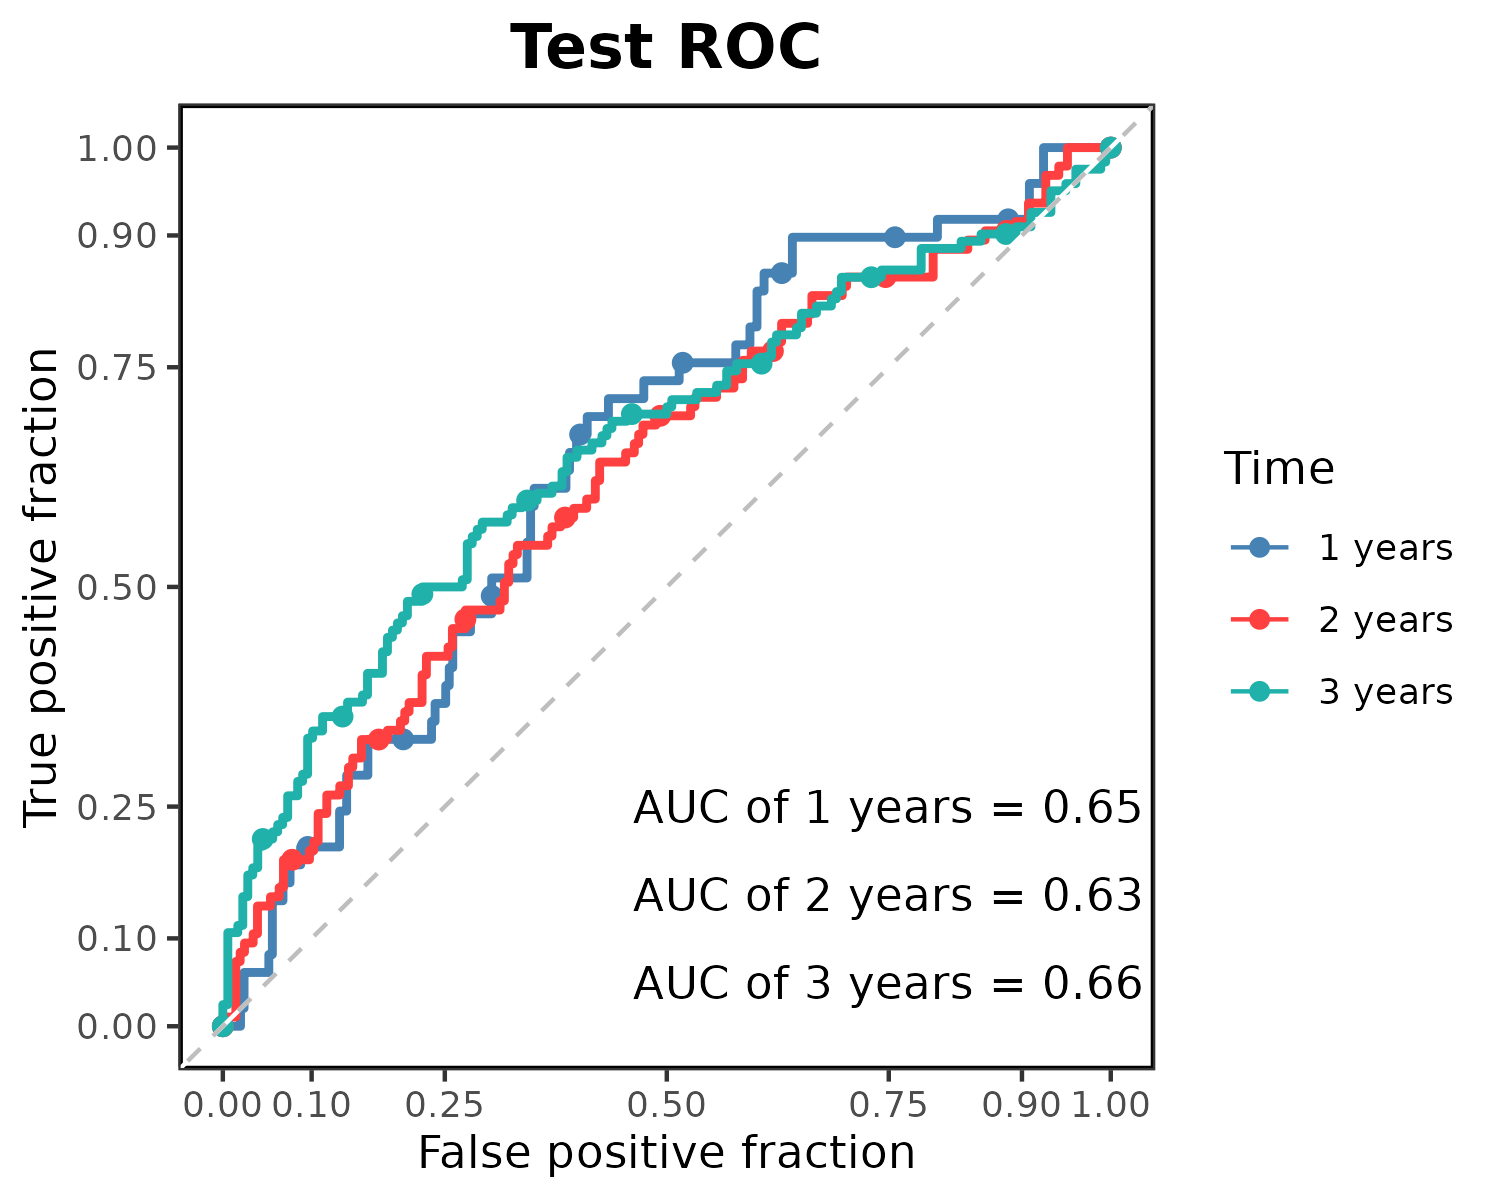 Test ROC
True positive fraction
1.00
0.90
0.75
0.50
0.25
0.10
0.00
AUC of 1 years = 0.65
AUC of 2 years = 0.63
AUC of 3 years = 0.66
0.00 0.10 0.25 0.50 0.75 0.90 1.00
False positive fraction
Time
1 years
2 years
3 years